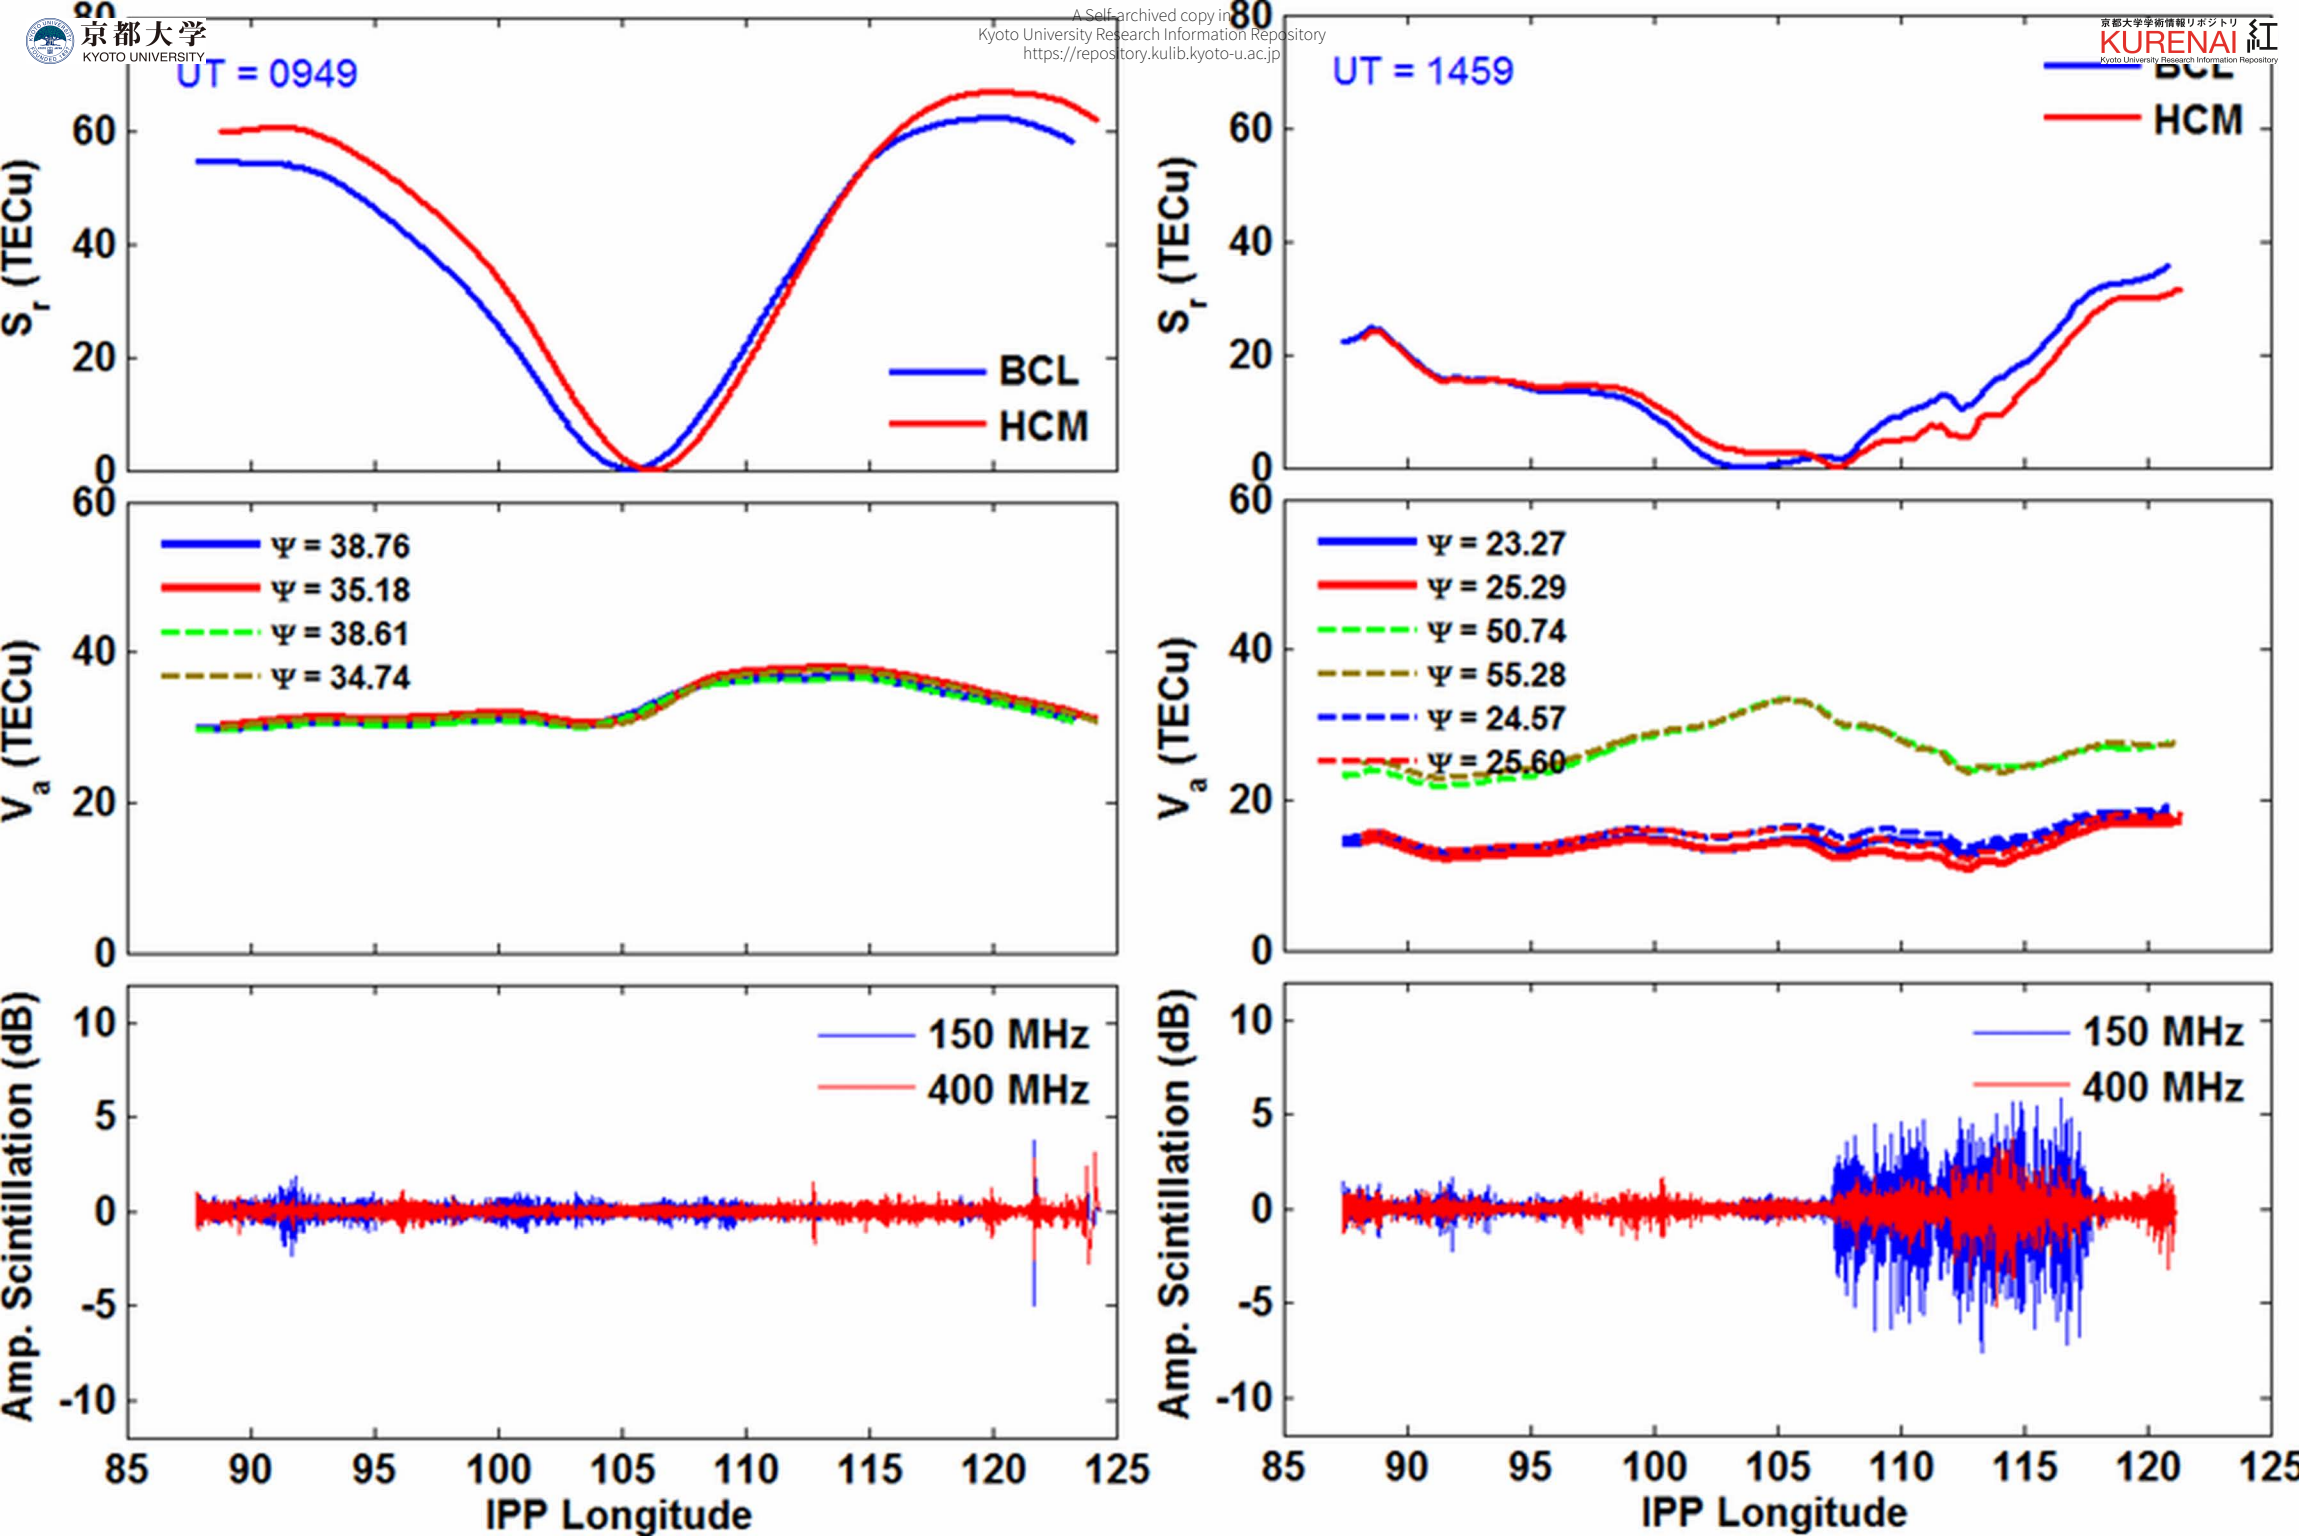 京都大学
KYOTO UNIVERSITY
A Self-archived copy in
Kyoto University Research Information Repository
https://repository.kulib.kyoto-u.ac.jp
京都大学学術情報リポジトリ
KURENAI 紅
Kyoto University Research Information Repository
80
60
40
20
0
Sr (TECu)
UT = 0949
BCL
HCM
80
60
40
20
0
Sr (TECu)
UT = 1459
BCL
HCM
60
40
20
0
Va (TECu)
Ψ = 38.76
Ψ = 35.18
Ψ = 38.61
Ψ = 34.74
60
40
20
0
Va (TECu)
Ψ = 23.27
Ψ = 25.29
Ψ = 50.74
Ψ = 55.28
Ψ = 24.57
Ψ = 25.60
10
5
0
-5
-10
Amp. Scintillation (dB)
150 MHz
400 MHz
85 90 95 100 105 110 115 120 125
IPP Longitude
10
5
0
-5
-10
Amp. Scintillation (dB)
150 MHz
400 MHz
85 90 95 100 105 110 115 120 125
IPP Longitude